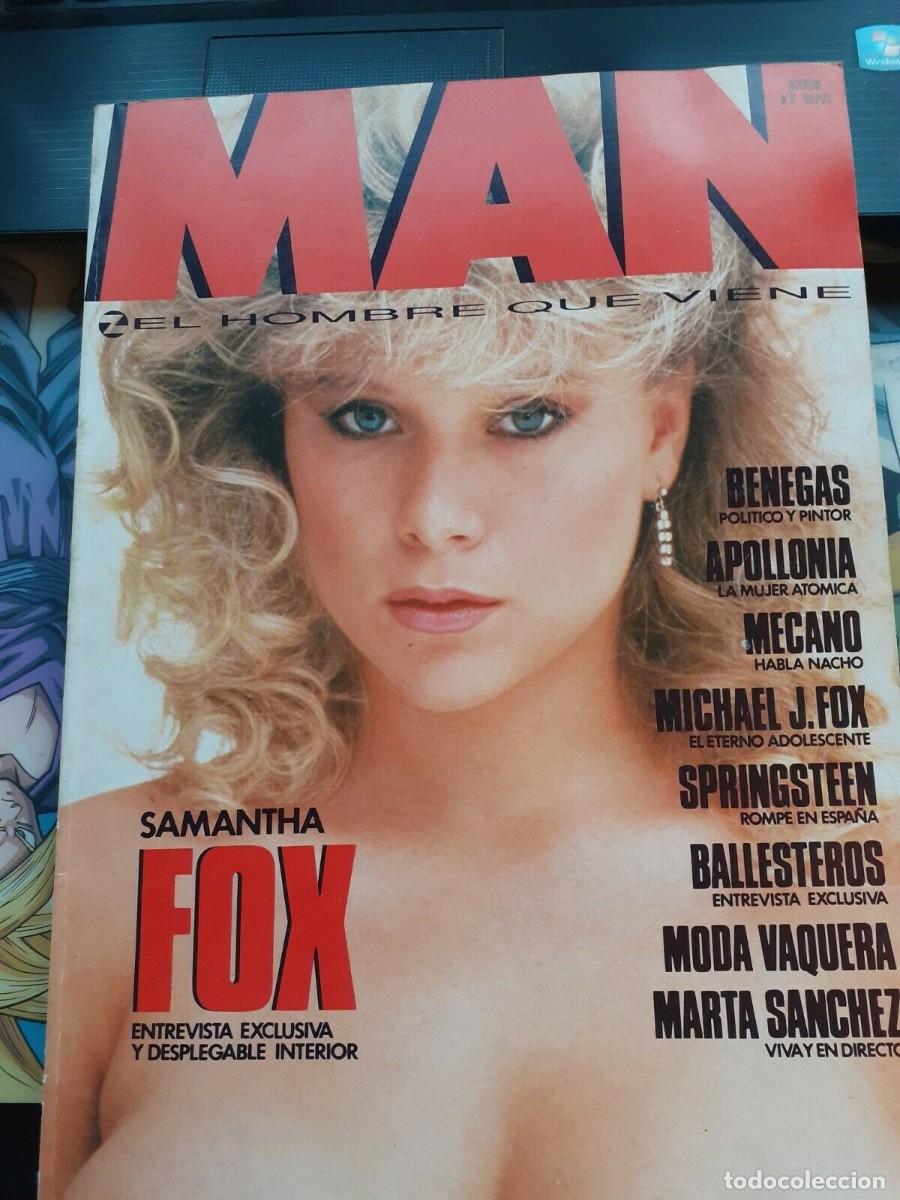 Window
MAN
Z EL HOMBRE QUE VIENE
BENEGAS
POLITICO Y PINTOR
APOLLONIA
LA MUJER ATOMICA
MECANO
HABLA NACHO
MICHAEL J. FOX
EL ETERNO ADOLESCENTE
SPRINGSTEEN
ROMPE EN ESPAÑA
BALLESTEROS
ENTREVISTA EXCLUSIVA
MODA VAQUERA
MARTA SANCHEZ
VIVA Y EN DIRECTO
SAMANTHA
FOX
ENTREVISTA EXCLUSIVA
Y DESPLEGABLE INTERIOR
todocoleccion